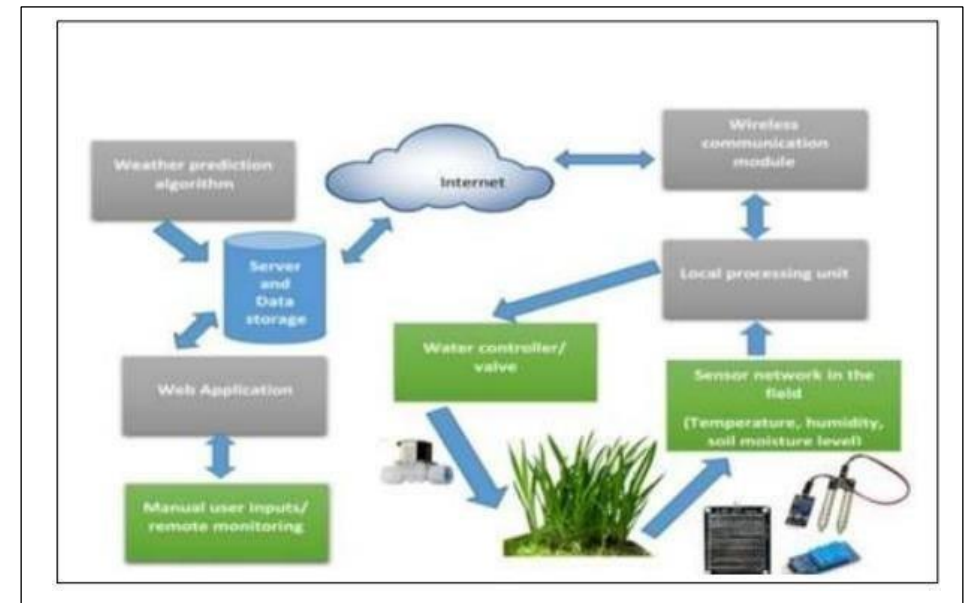 Weather prediction
algorithm
Internet
Wireless
communication
module
Server
and
Data
storage
Local processing unit
Water controller/
valve
Web Application
Sensor network in the
field
(Temperature, humidity,
soil moisture level)
Manual user inputs/
remote monitoring